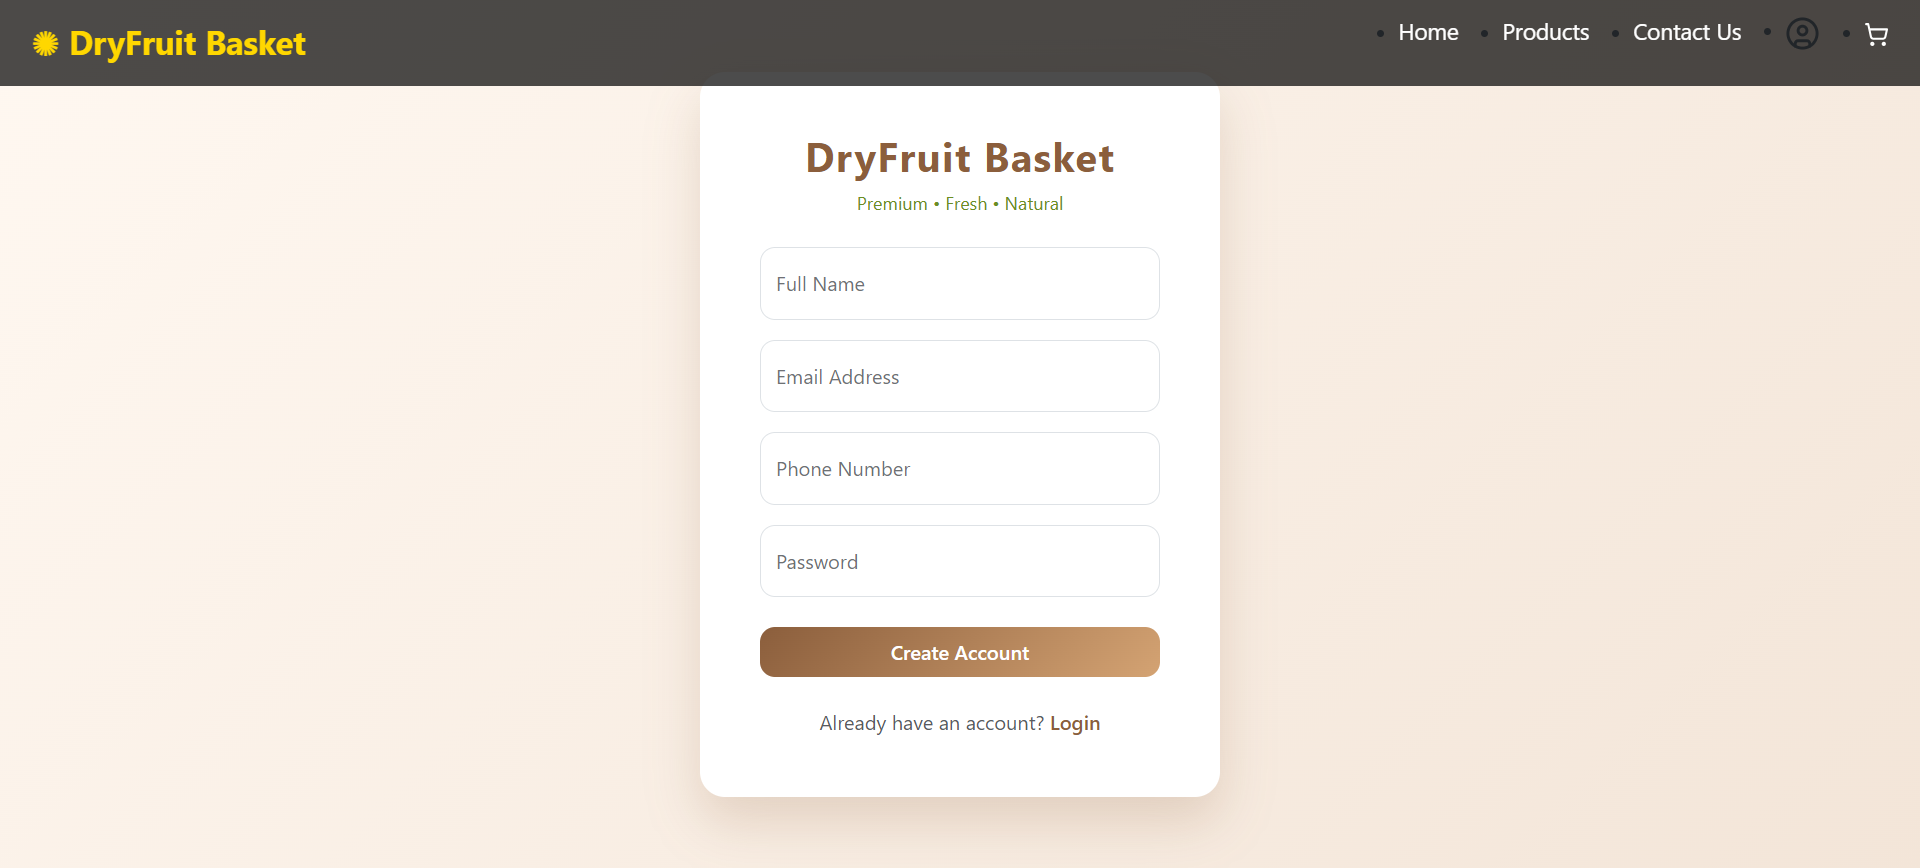 DryFruit Basket
Home
Products
Contact Us
DryFruit Basket
Premium • Fresh • Natural
Full Name
Email Address
Phone Number
Password
Create Account
Already have an account? Login